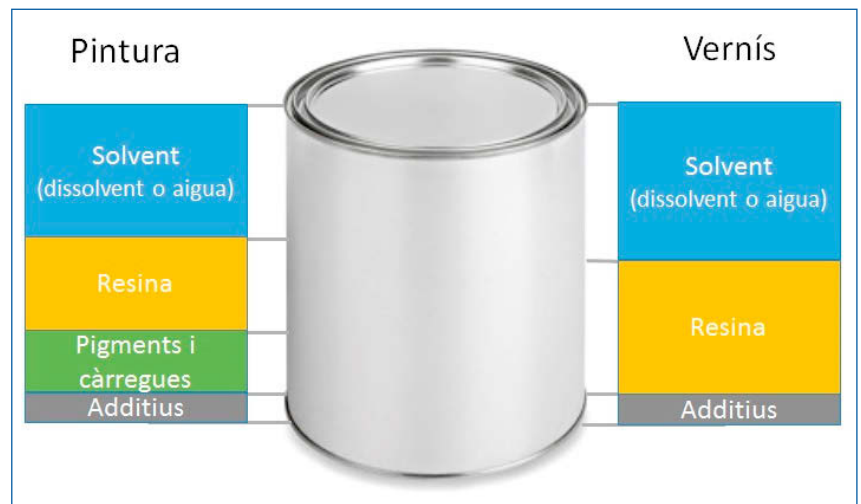 Pintura
Solvent
(dissolvent o aigua)
Resina
Pigments i
càrregues
Additius
Vernís
Solvent
(dissolvent o aigua)
Resina
Additius